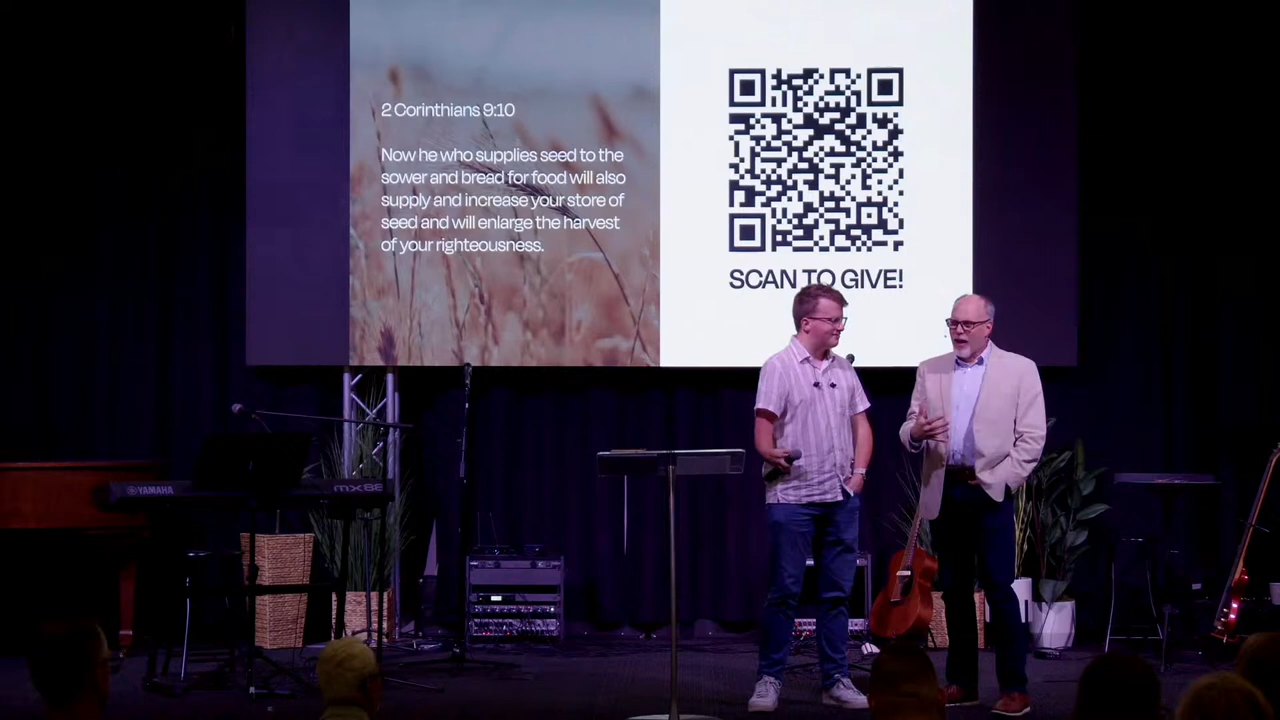 2 Corinthians 9:10
Now he who supplies seed to the
sower and bread for food will also
supply and increase your store of
seed and will enlarge the harvest
of your righteousness.
SCAN TO GIVE!
YAMAHA